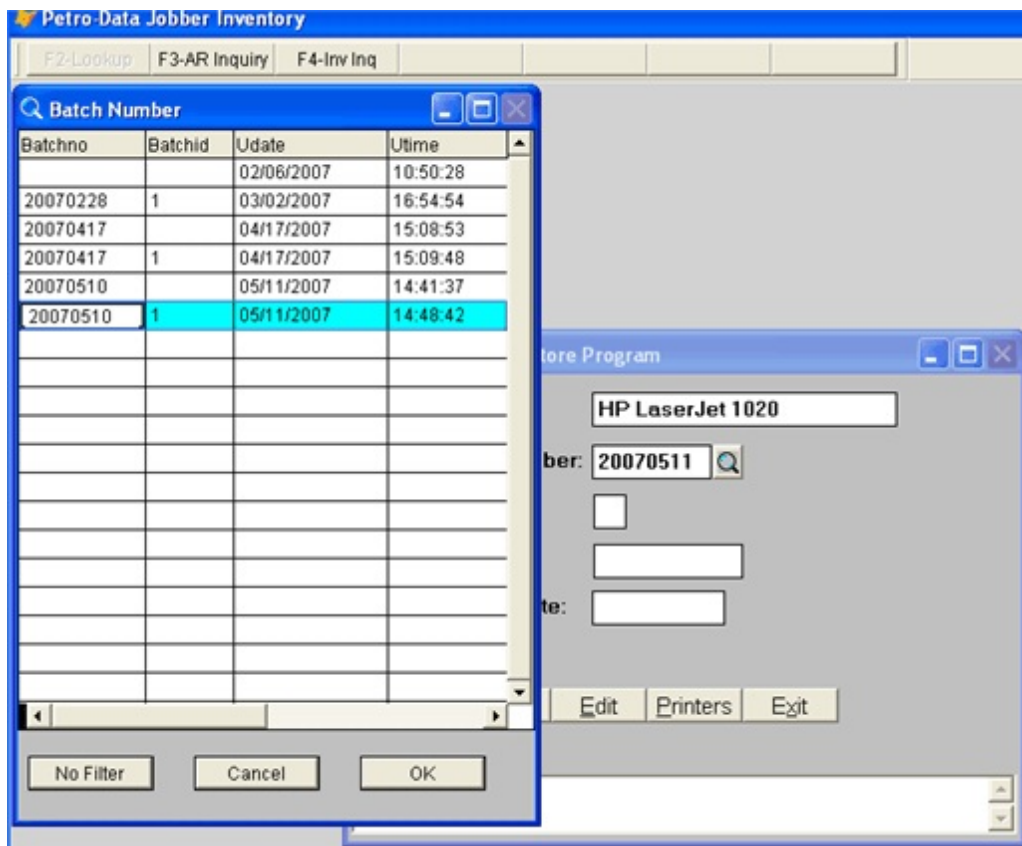 Petro-Data Jobber Inventory
F2-Lookup F3-AR Inquiry F4-Inv Inq
Batch Number
Batchno Batchid Udate Utime
02/06/2007 10:50:28
20070228 1 03/02/2007 16:54:54
20070417 04/17/2007 15:08:53
20070417 1 04/17/2007 15:09:48
20070510 05/11/2007 14:41:37
20070510 1 05/11/2007 14:48:42
No Filter Cancel OK
tore Program
HP LaserJet 1020
ber: 20070511
te:
Edit Printers Exit